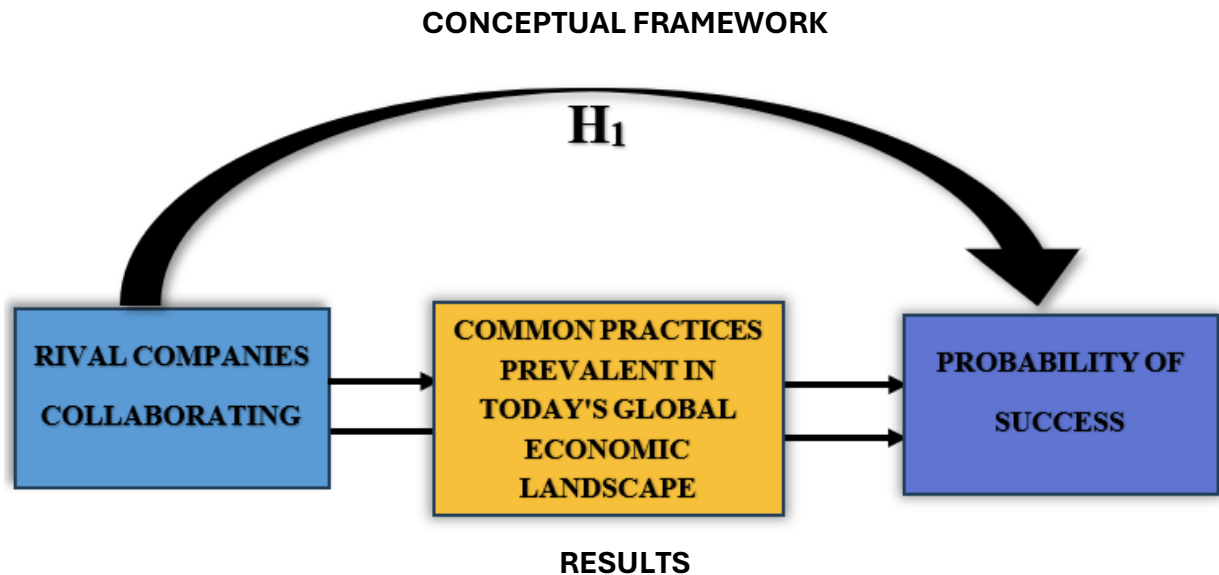 CONCEPTUAL FRAMEWORK
H₁
RIVAL COMPANIES
COLLABORATING
COMMON PRACTICES
PREVALENT IN
TODAY'S GLOBAL
ECONOMIC
LANDSCAPE
PROBABILITY OF
SUCCESS
RESULTS